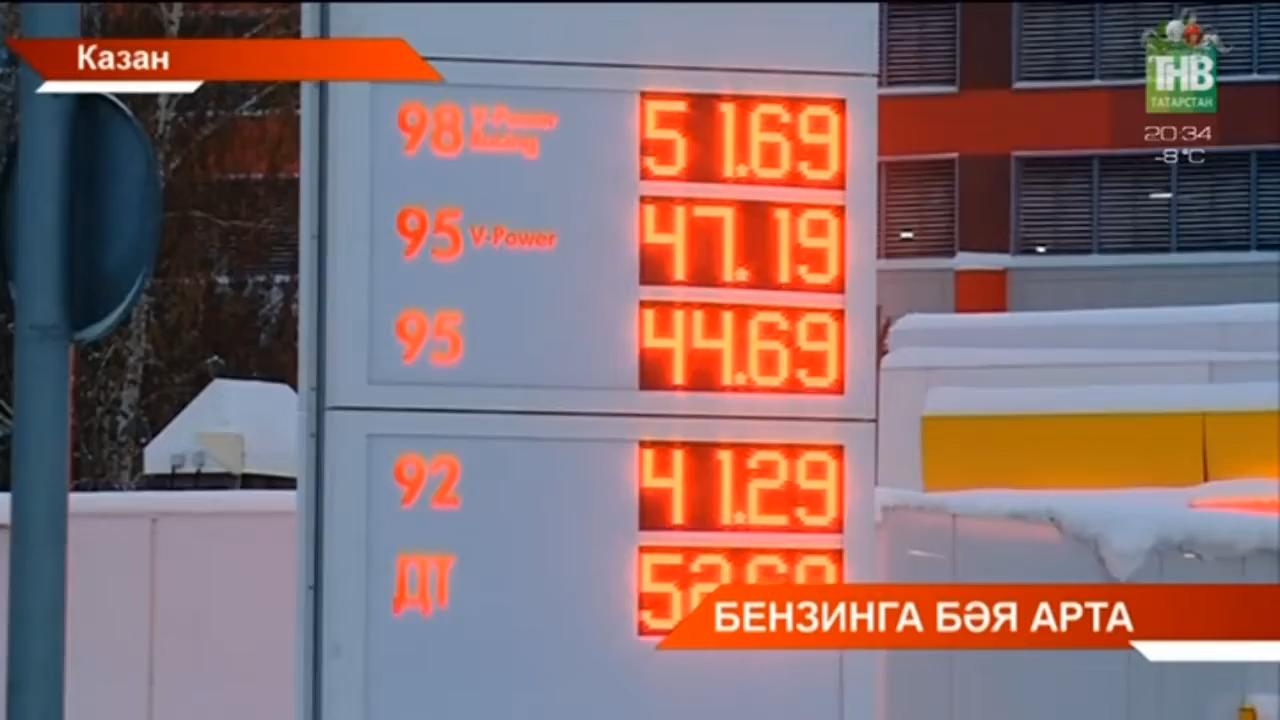 Казан
ТНВ
ТАТАРСТАН
20:34
-8°C
98 V-Power Racing 51.69
95 V-Power 47.19
95 44.69
92 41.29
ДТ
БЕНЗИНГА БӘЯ АРТА